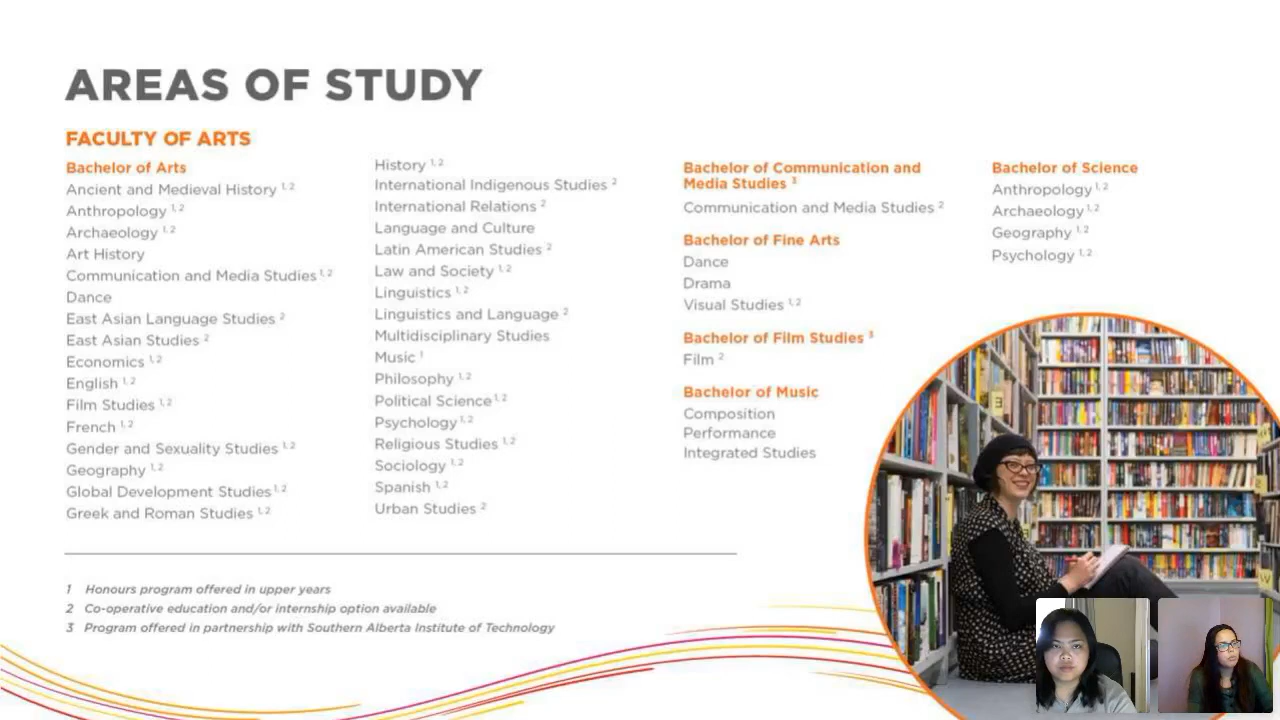 AREAS OF STUDY
FACULTY OF ARTS
Bachelor of Arts
Ancient and Medieval History 1, 2
Anthropology 1, 2
Archaeology 1, 2
Art History
Communication and Media Studies 1, 2
Dance
East Asian Language Studies 2
East Asian Studies 2
Economics 1, 2
English 1, 2
Film Studies 1, 2
French 1, 2
Gender and Sexuality Studies 1, 2
Geography 1, 2
Global Development Studies 1, 2
Greek and Roman Studies 1, 2
History 1, 2
International Indigenous Studies 2
International Relations 2
Language and Culture
Latin American Studies 2
Law and Society 1, 2
Linguistics 1, 2
Linguistics and Language 2
Multidisciplinary Studies
Music 1
Philosophy 1, 2
Political Science 1, 2
Psychology 1, 2
Religious Studies 1, 2
Sociology 1, 2
Spanish 1, 2
Urban Studies 2
Bachelor of Communication and
Media Studies 3
Communication and Media Studies 2
Bachelor of Fine Arts
Dance
Drama
Visual Studies 1, 2
Bachelor of Film Studies 3
Film 2
Bachelor of Music
Composition
Performance
Integrated Studies
Bachelor of Science
Anthropology 1, 2
Archaeology 1, 2
Geography 1, 2
Psychology 1, 2
1 Honours program offered in upper years
2 Co-operative education and/or internship option available
3 Program offered in partnership with Southern Alberta Institute of Technology